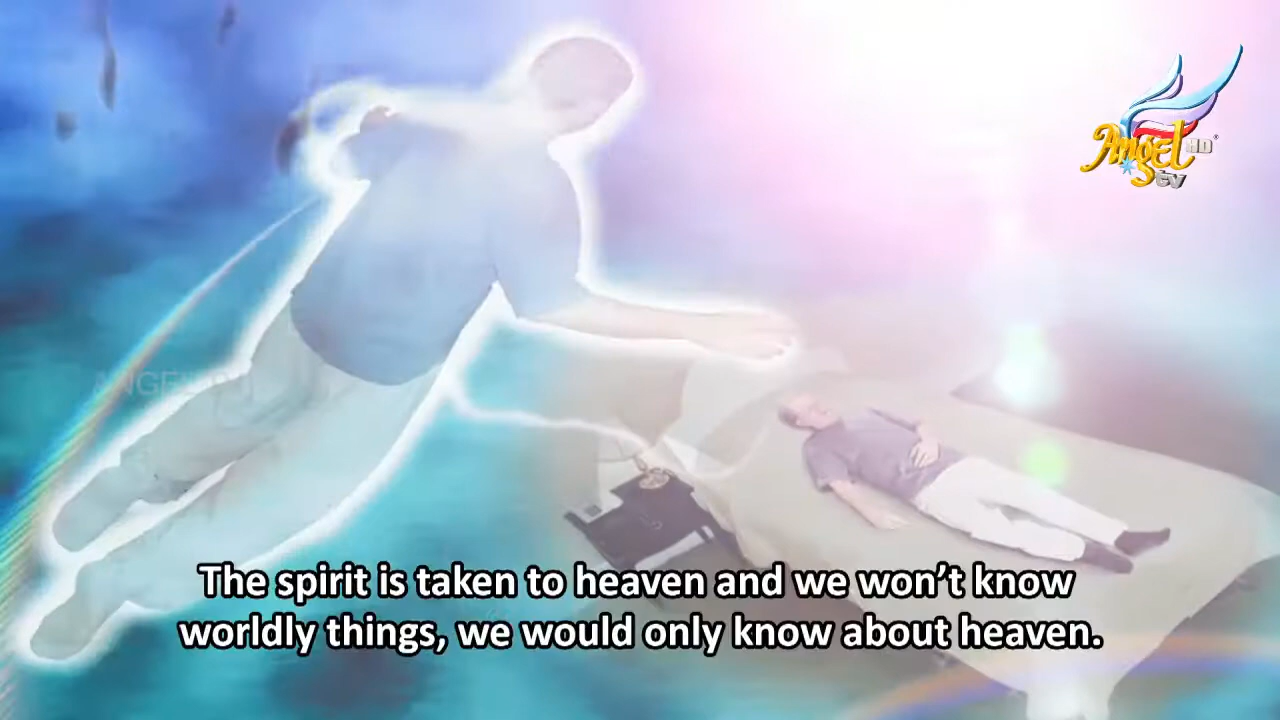 Angel HD
tv
The spirit is taken to heaven and we won't know
worldly things, we would only know about heaven.